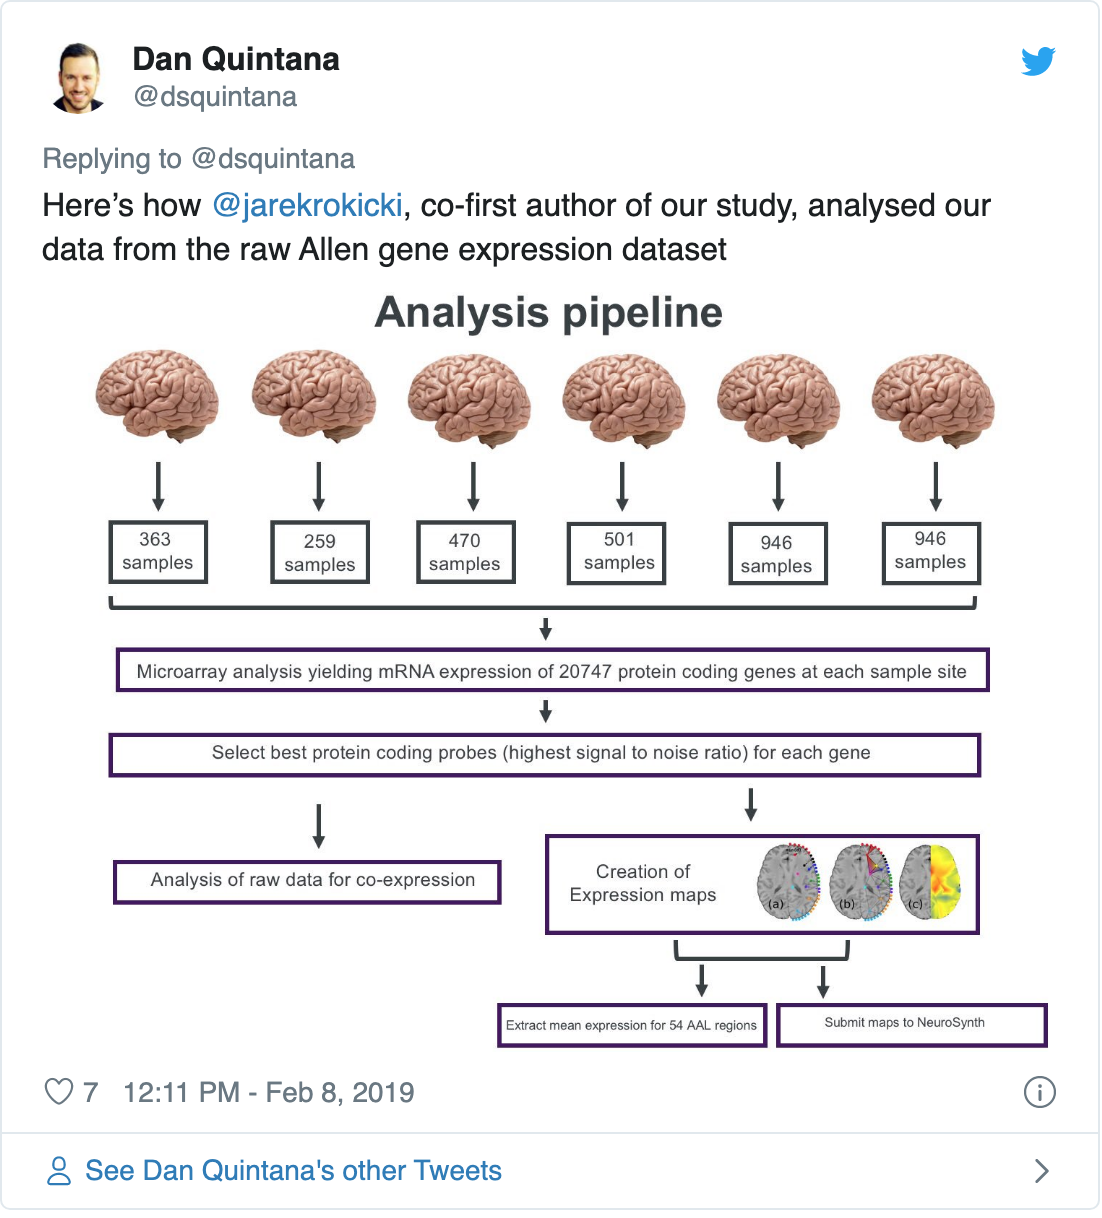 Dan Quintana
@dsquintana
Replying to @dsquintana
Here’s how @jarekrokicki, co-first author of our study, analysed our
data from the raw Allen gene expression dataset
Analysis pipeline
363
samples
259
samples
470
samples
501
samples
946
samples
946
samples
Microarray analysis yielding mRNA expression of 20747 protein coding genes at each sample site
Select best protein coding probes (highest signal to noise ratio) for each gene
Analysis of raw data for co-expression
Creation of
Expression maps
(a)
(b)
(c)
Extract mean expression for 54 AAL regions
Submit maps to NeuroSynth
7 12:11 PM - Feb 8, 2019
See Dan Quintana's other Tweets